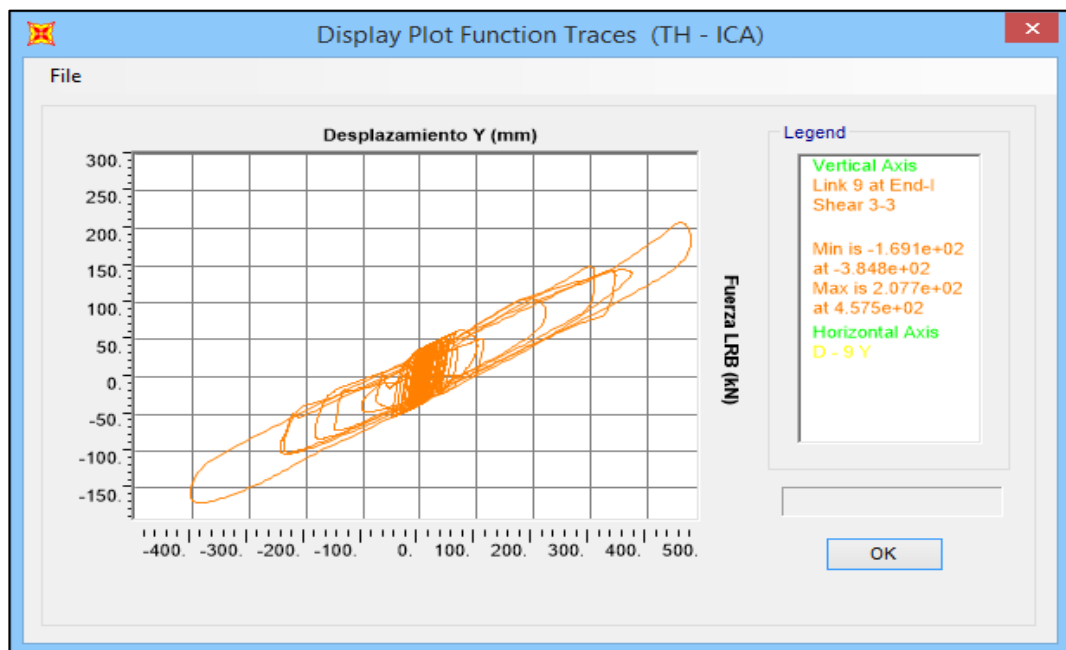 Display Plot Function Traces (TH - ICA)
File
Desplazamiento Y (mm)
300.
250.
200.
150.
100.
50.
0.
-50.
-100.
-150.
-400. -300. -200. -100. 0. 100. 200. 300. 400. 500.
Fuerza LRB (kN)
Legend
Vertical Axis
Link 9 at End-I
Shear 3-3
Min is -1.691e+02
at -3.848e+02
Max is 2.077e+02
at 4.575e+02
Horizontal Axis
D - 9 Y
OK